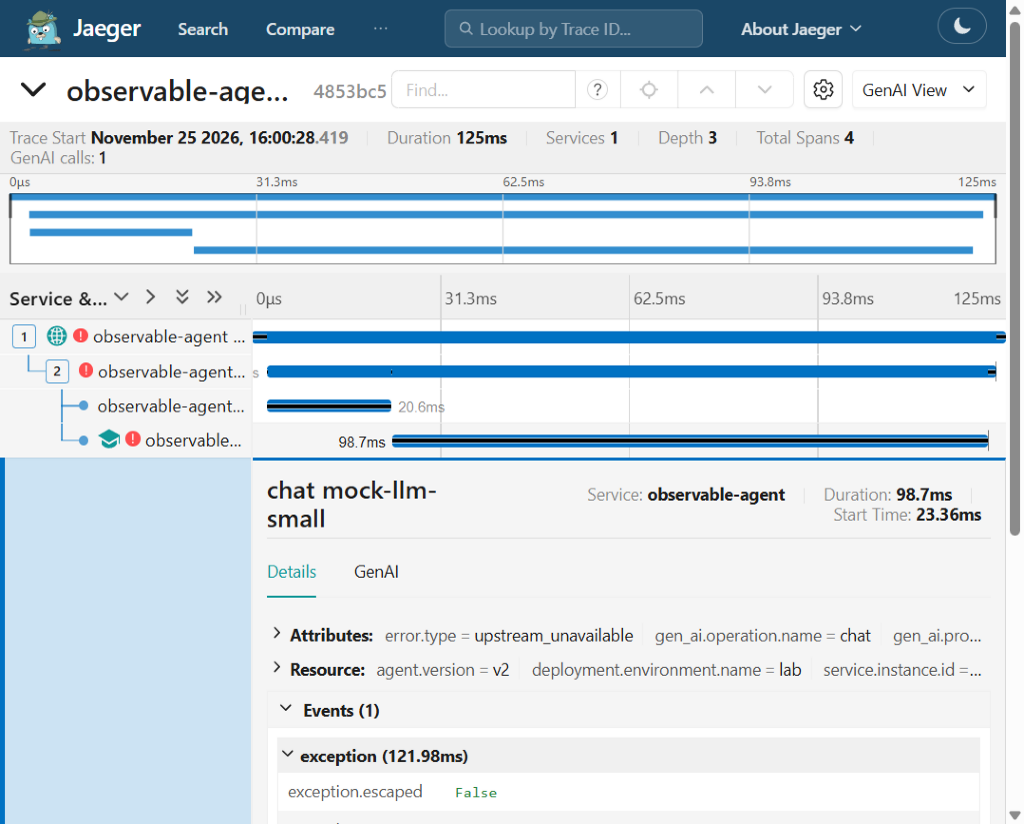 Jaeger Search Compare ··· Lookup by Trace ID... About Jaeger
observable-age... 4853bc5 Find... ? GenAI View
Trace Start November 25 2026, 16:00:28.419 Duration 125ms Services 1 Depth 3 Total Spans 4
GenAI calls: 1
0μs 31.3ms 62.5ms 93.8ms 125ms
Service &... 0μs 31.3ms 62.5ms 93.8ms 125ms
1 observable-agent ...
2 observable-agent... s
observable-agent... 20.6ms
observable... 98.7ms
chat mock-llm-
small
Service: observable-agent Duration: 98.7ms
Start Time: 23.36ms
Details GenAI
Attributes: error.type = upstream_unavailable gen_ai.operation.name = chat gen_ai.pro...
Resource: agent.version = v2 deployment.environment.name = lab service.instance.id =...
Events (1)
exception (121.98ms)
exception.escaped False